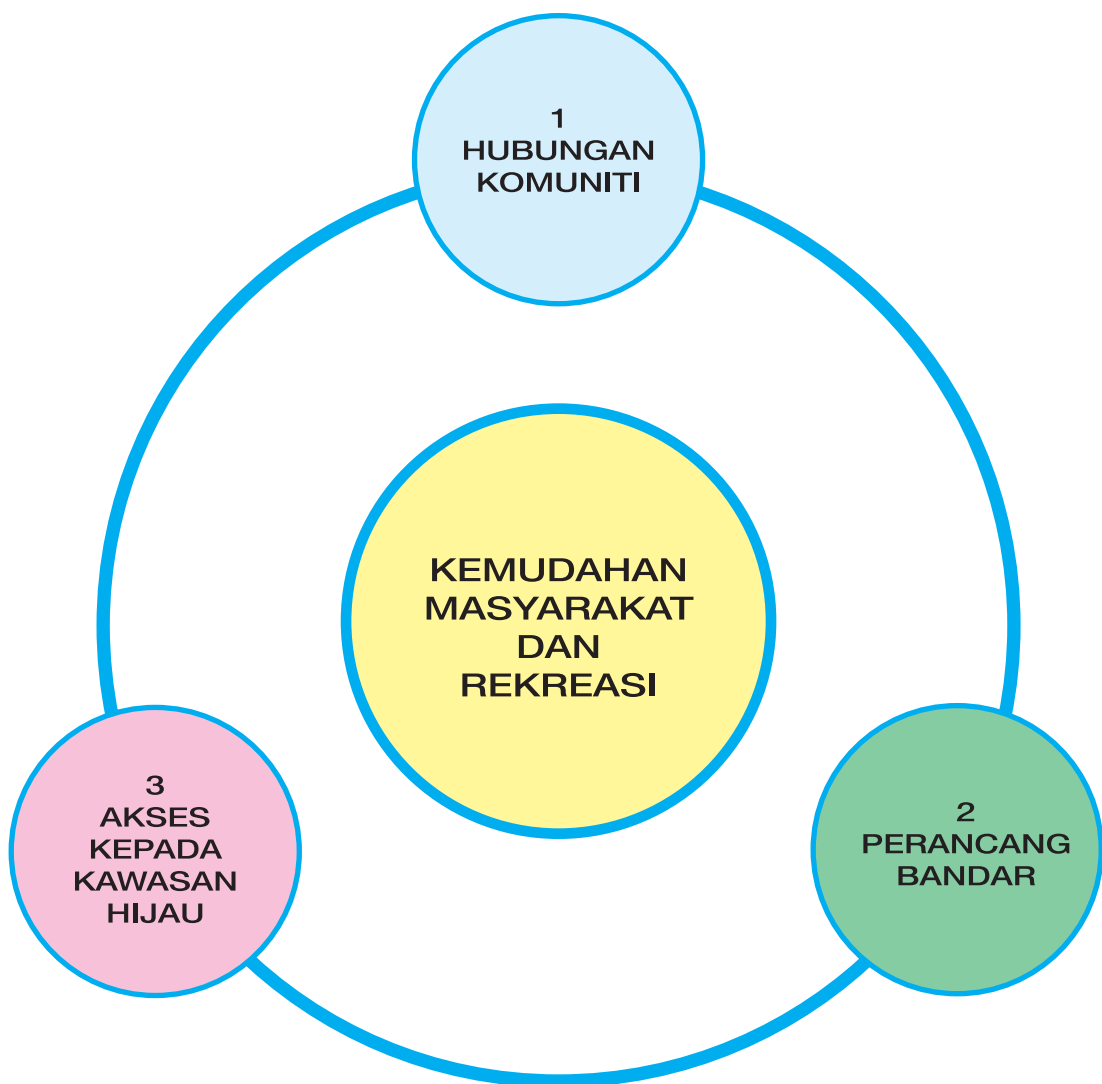 1
HUBUNGAN
KOMUNITI
KEMUDAHAN
MASYARAKAT
DAN
REKREASI
2
PERANCANG
BANDAR
3
AKSES
KEPADA
KAWASAN
HIJAU